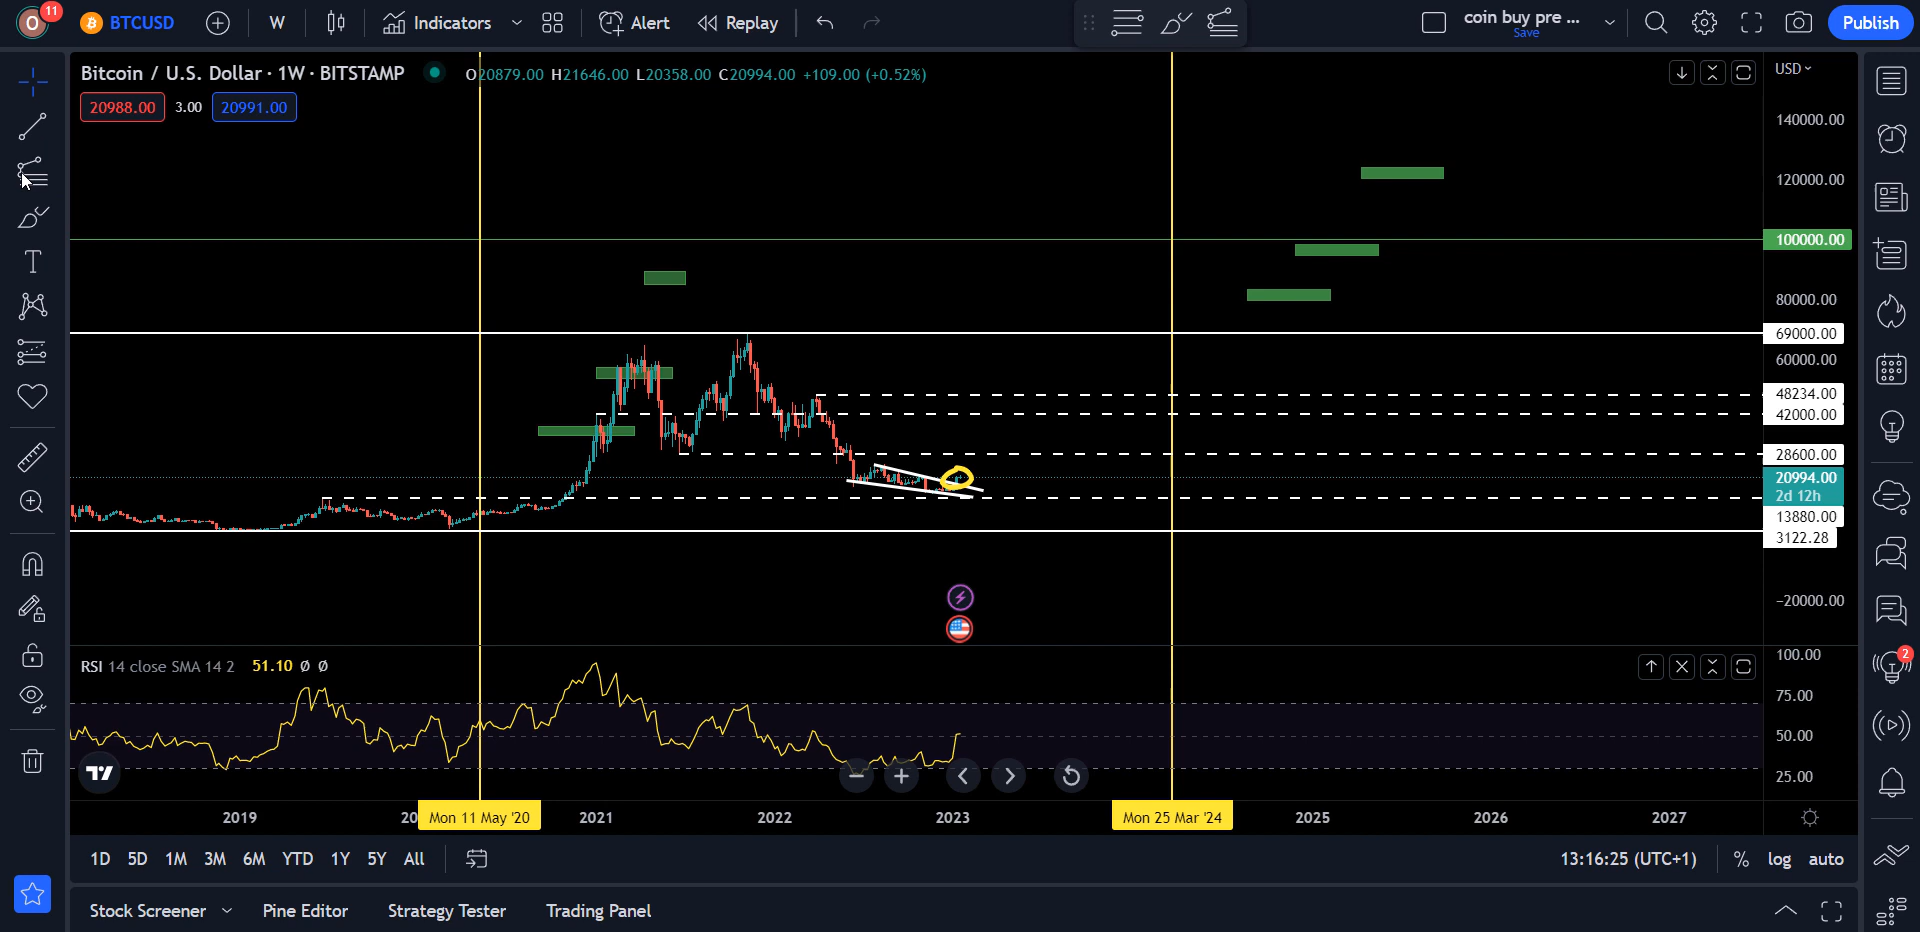 O 11 BTCUSD W Indicators Alert Replay coin buy pre ... Save Publish
Bitcoin / U.S. Dollar · 1W · BITSTAMP O20879.00 H21646.00 L20358.00 C20994.00 +109.00 (+0.52%) USD
20988.00 3.00 20991.00
140000.00
120000.00
100000.00
80000.00
69000.00
60000.00
48234.00
42000.00
28600.00
20994.00
2d 12h
13880.00
3122.28
−20000.00
RSI 14 close SMA 14 2 51.10 Ø Ø
100.00
75.00
50.00
25.00
2
2019 20 Mon 11 May '20 2021 2022 2023 Mon 25 Mar '24 2025 2026 2027
1D 5D 1M 3M 6M YTD 1Y 5Y All 13:16:25 (UTC+1) % log auto
Stock Screener Pine Editor Strategy Tester Trading Panel